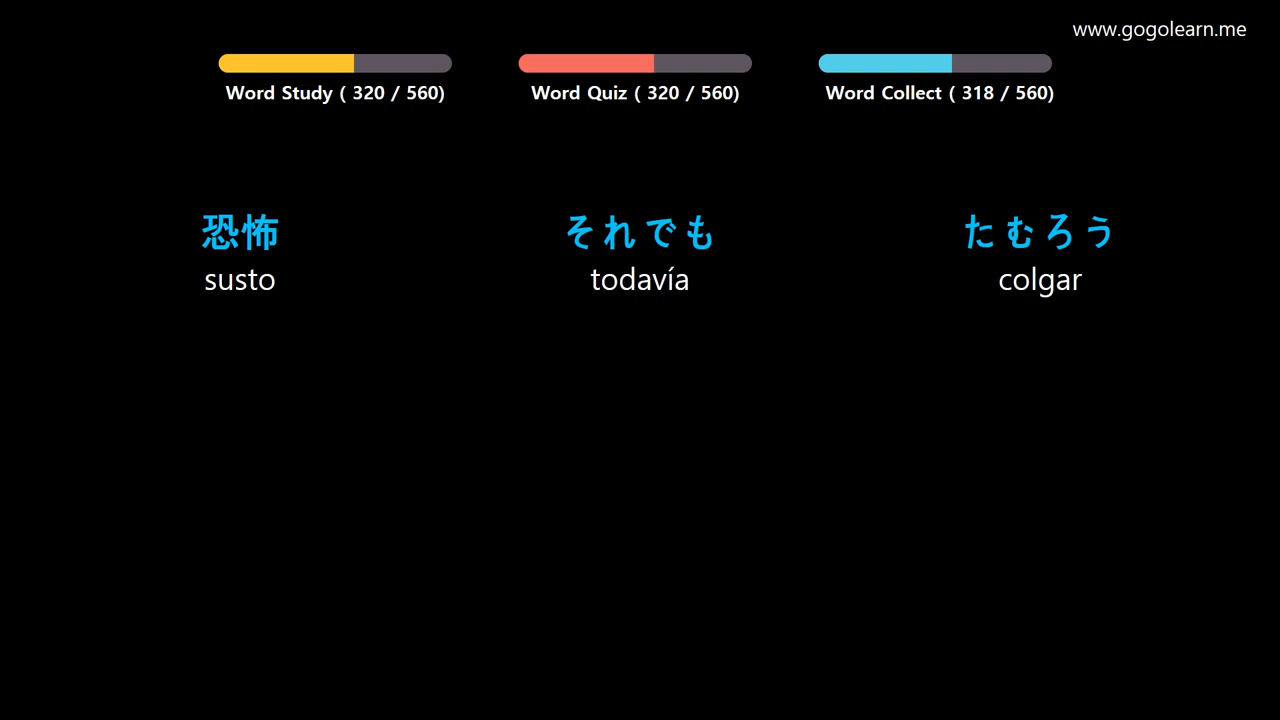 www.gogolearn.me
Word Study ( 320 / 560)
Word Quiz ( 320 / 560)
Word Collect ( 318 / 560)
恐怖
susto
それでも
todavía
たむろう
colgar